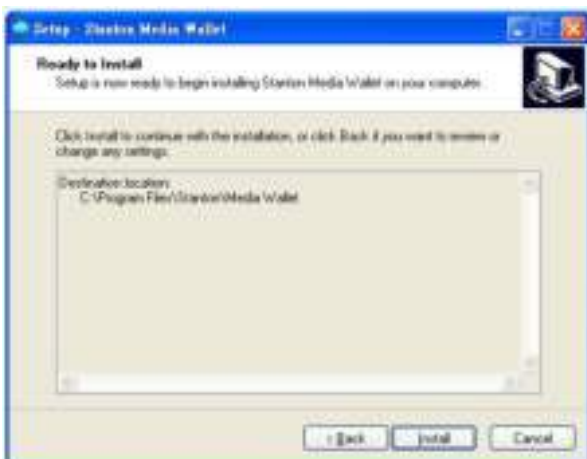 Setup - Stanton Media Wallet
Ready to Install
Setup is now ready to begin installing Stanton Media Wallet on your computer.
Click Install to continue with the installation, or click Back if you want to review or
change any settings.
Destination location:
C:\Program Files\Stanton\Media Wallet
< Back Install Cancel